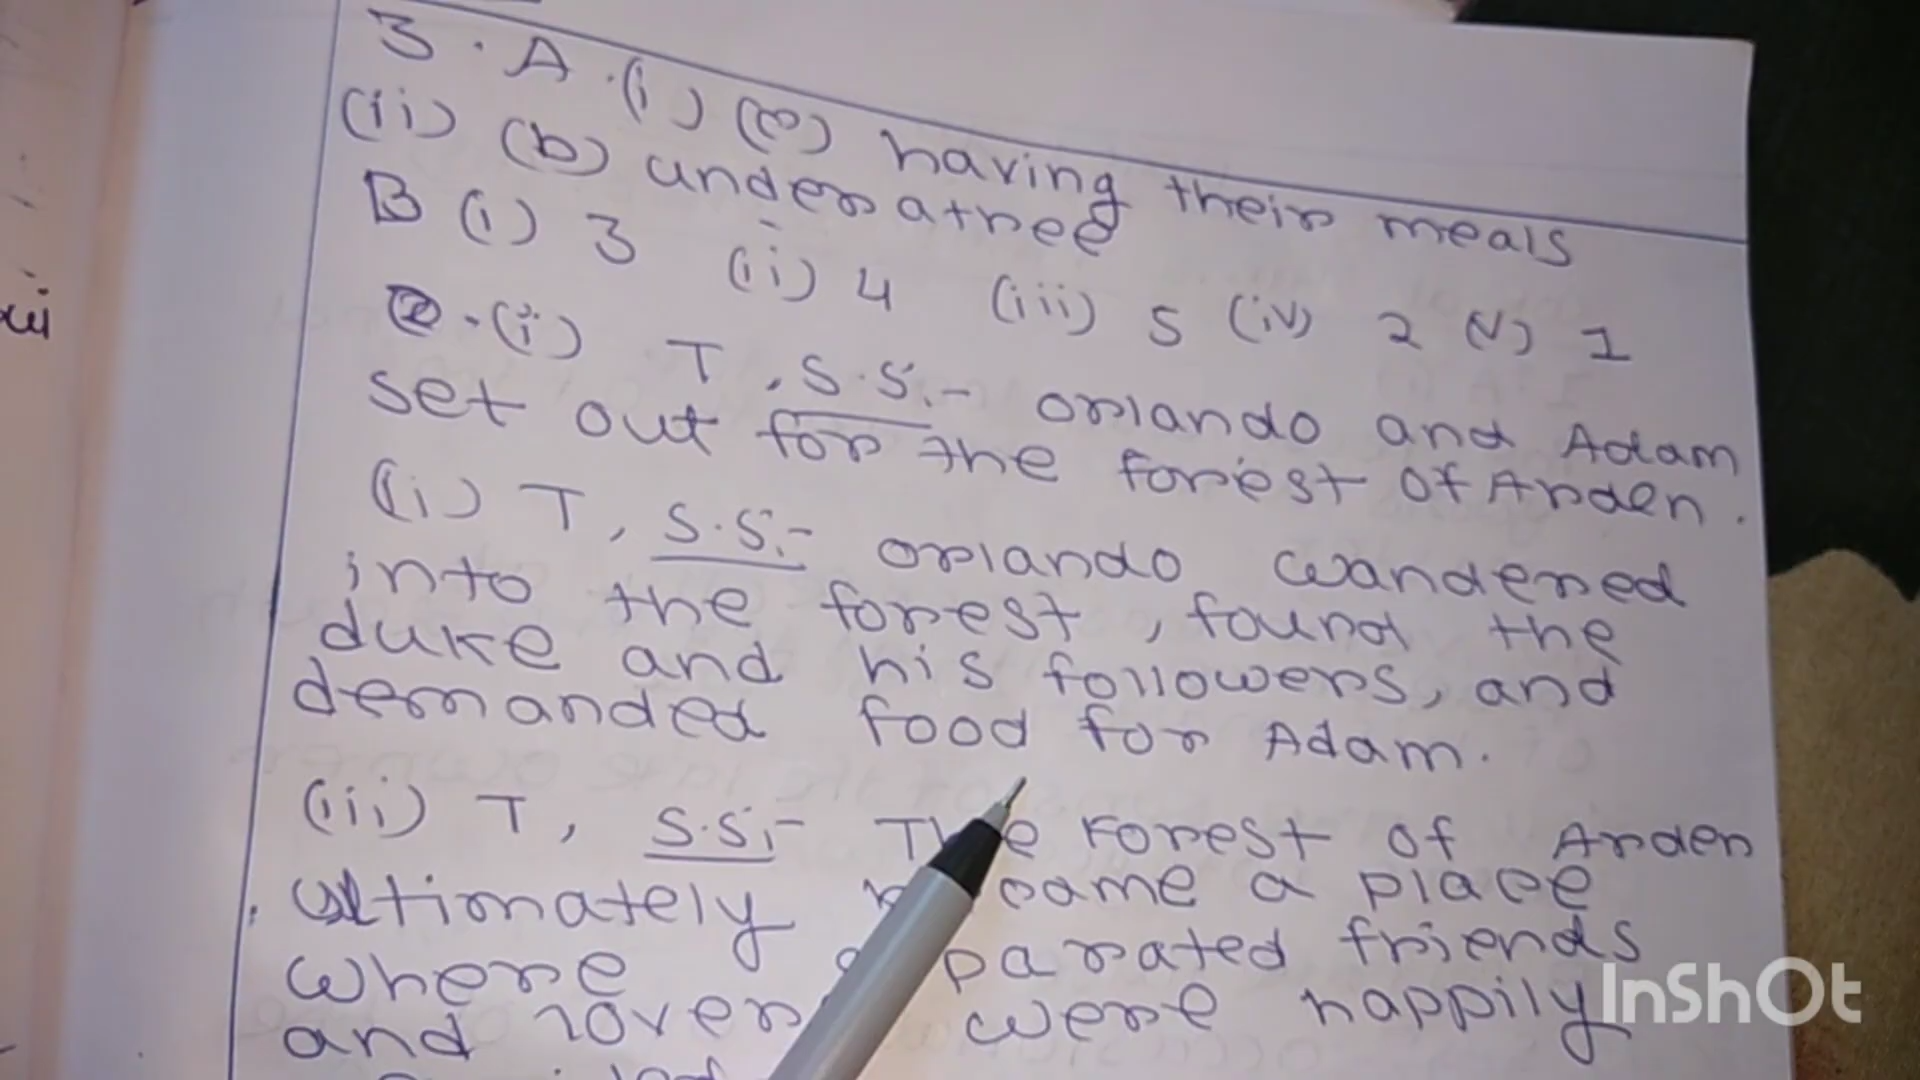 3. A. (i) (c) having their meals
(ii) (b) under a tree
B (i) 3 (ii) 4 (iii) 5 (iv) 2 (v) 1
(i) T, S.S.- Orlando and Adam
set out for the forest of Arden.
(ii) T, S.S.- Orlando wandered
into the forest, found the
duke and his followers, and
demanded food for Adam.
(iii) T, S.S.- The Forest of Arden
ultimately became a place
where separated friends
and lovers were happily
InShOt